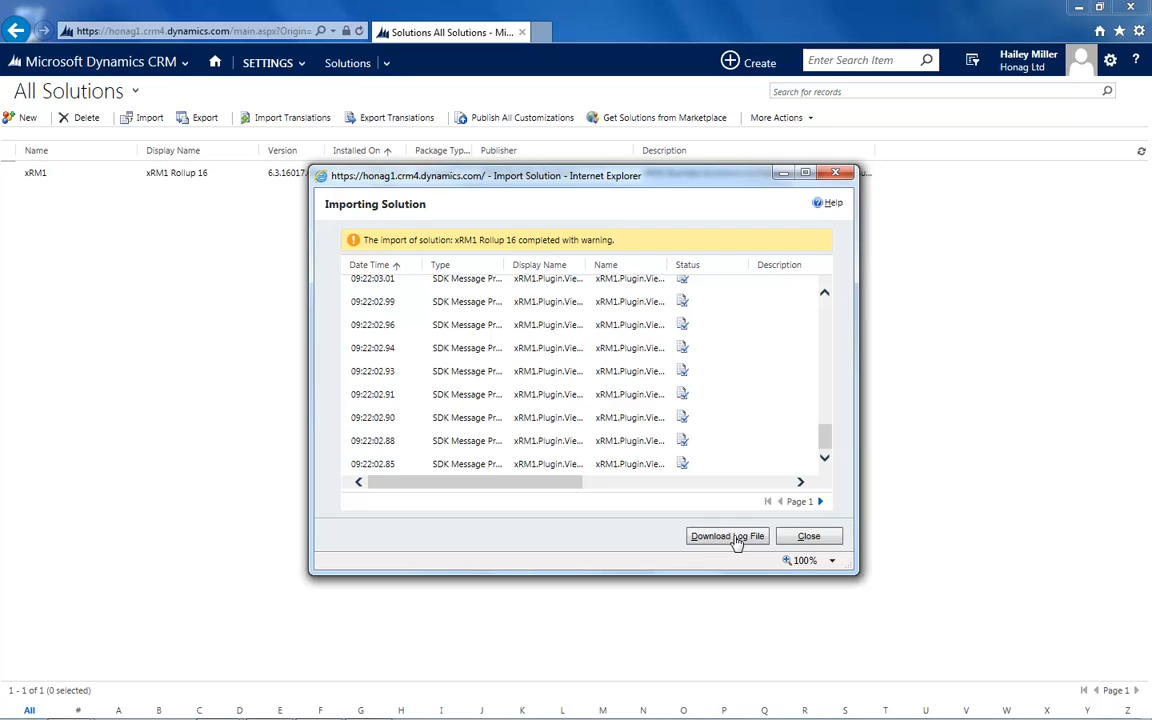 https://honag1.crm4.dynamics.com/main.aspx?Origin=
Solutions All Solutions - Mi...
Microsoft Dynamics CRM
SETTINGS
Solutions
Create
Enter Search Item
Hailey Miller
Honag Ltd
?
All Solutions
Search for records
New
Delete
Import
Export
Import Translations
Export Translations
Publish All Customizations
Get Solutions from Marketplace
More Actions
Name Display Name Version Installed On Package Typ... Publisher Description
xRM1 xRM1 Rollup 16 6.3.16017.
https://honag1.crm4.dynamics.com/ - Import Solution - Internet Explorer
Importing Solution
Help
The import of solution: xRM1 Rollup 16 completed with warning.
Date Time Type Display Name Name Status Description
09:22:03.01 SDK Message Pr... xRM1.Plugin.Vie... xRM1.Plugin.Vie...
09:22:02.99 SDK Message Pr... xRM1.Plugin.Vie... xRM1.Plugin.Vie...
09:22:02.96 SDK Message Pr... xRM1.Plugin.Vie... xRM1.Plugin.Vie...
09:22:02.94 SDK Message Pr... xRM1.Plugin.Vie... xRM1.Plugin.Vie...
09:22:02.93 SDK Message Pr... xRM1.Plugin.Vie... xRM1.Plugin.Vie...
09:22:02.91 SDK Message Pr... xRM1.Plugin.Vie... xRM1.Plugin.Vie...
09:22:02.90 SDK Message Pr... xRM1.Plugin.Vie... xRM1.Plugin.Vie...
09:22:02.88 SDK Message Pr... xRM1.Plugin.Vie... xRM1.Plugin.Vie...
09:22:02.85 SDK Message Pr... xRM1.Plugin.Vie... xRM1.Plugin.Vie...
Page 1
Download Log File
Close
100%
1 - 1 of 1 (0 selected)
Page 1
All # A B C D E F G H I J K L M N O P Q R S T U V W X Y Z